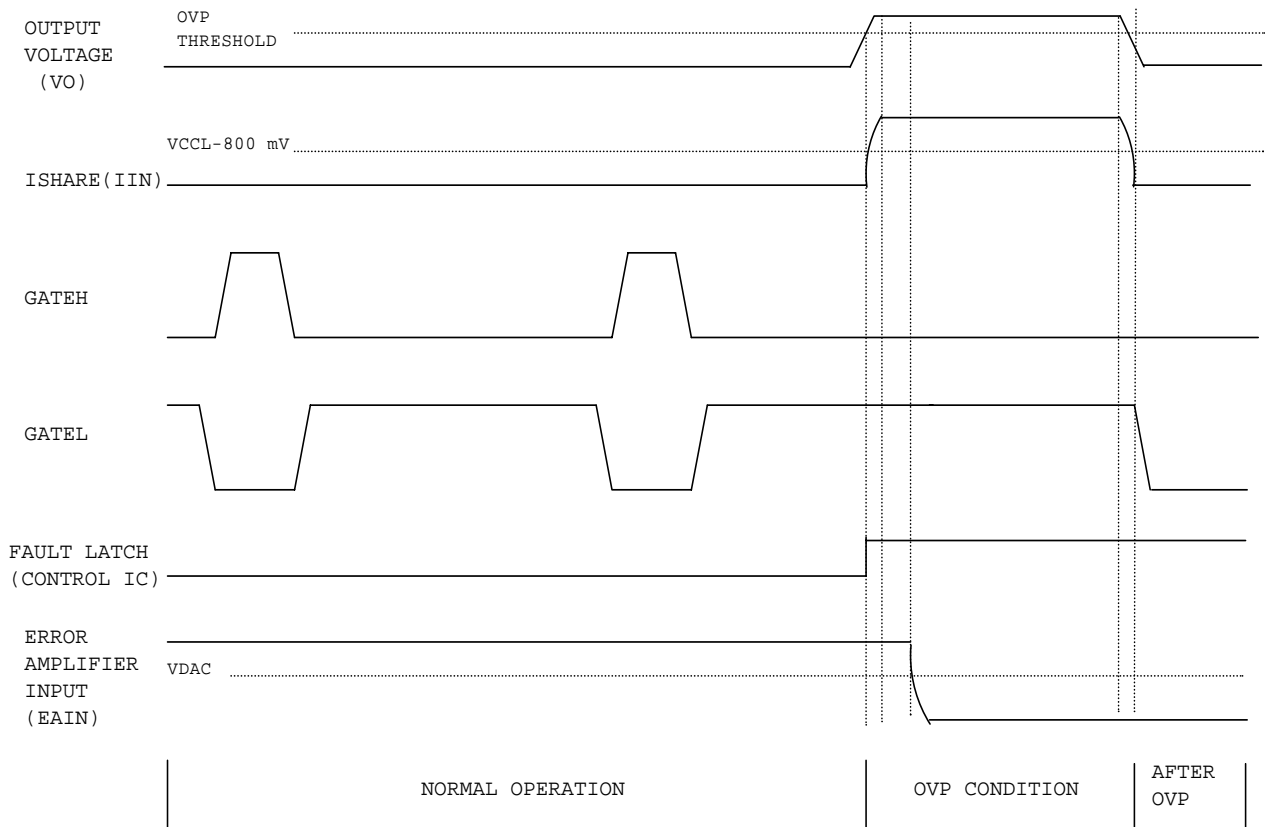 OUTPUT
VOLTAGE
(VO)
OVP
THRESHOLD
VCCL-800 mV
ISHARE(IIN)
GATEH
GATEL
FAULT LATCH
(CONTROL IC)
ERROR
AMPLIFIER
INPUT
(EAIN)
VDAC
NORMAL OPERATION
OVP CONDITION
AFTER
OVP